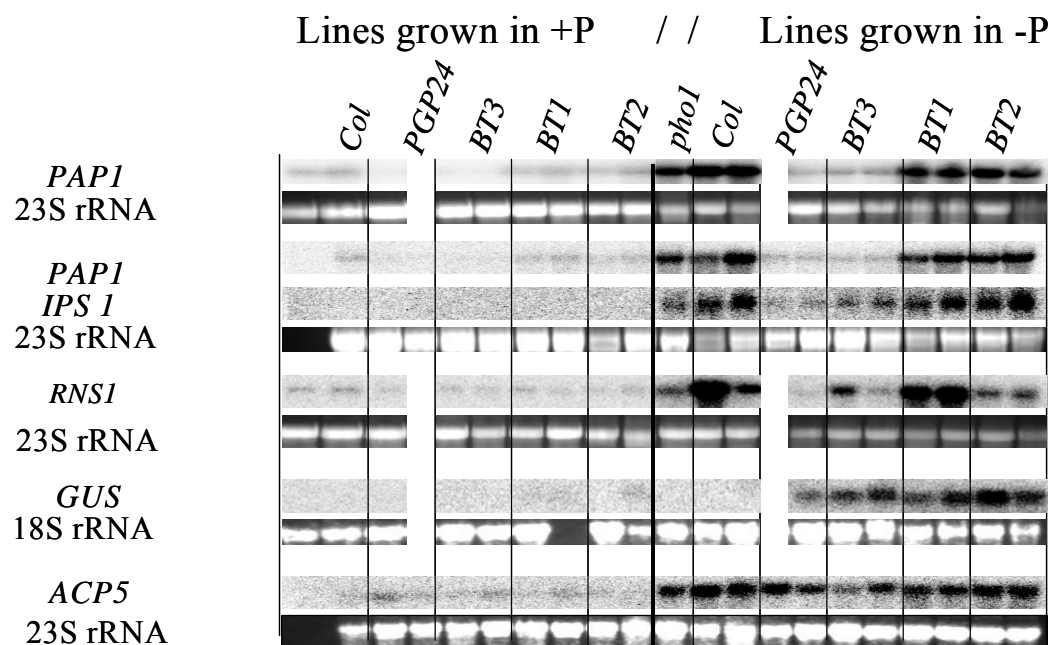 Lines grown in +P / / Lines grown in -P
Col PGP24 BT3 BT1 BT2 pho1 Col PGP24 BT3 BT1 BT2
PAP1
23S rRNA
PAP1
IPS 1
23S rRNA
RNS1
23S rRNA
GUS
18S rRNA
ACP5
23S rRNA